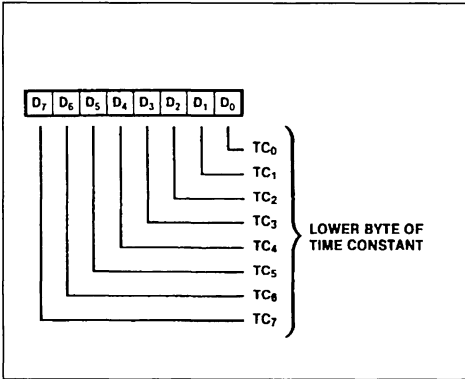 D7 D6 D5 D4 D3 D2 D1 D0
TC0
TC1
TC2
TC3
TC4
TC5
TC6
TC7
LOWER BYTE OF
TIME CONSTANT